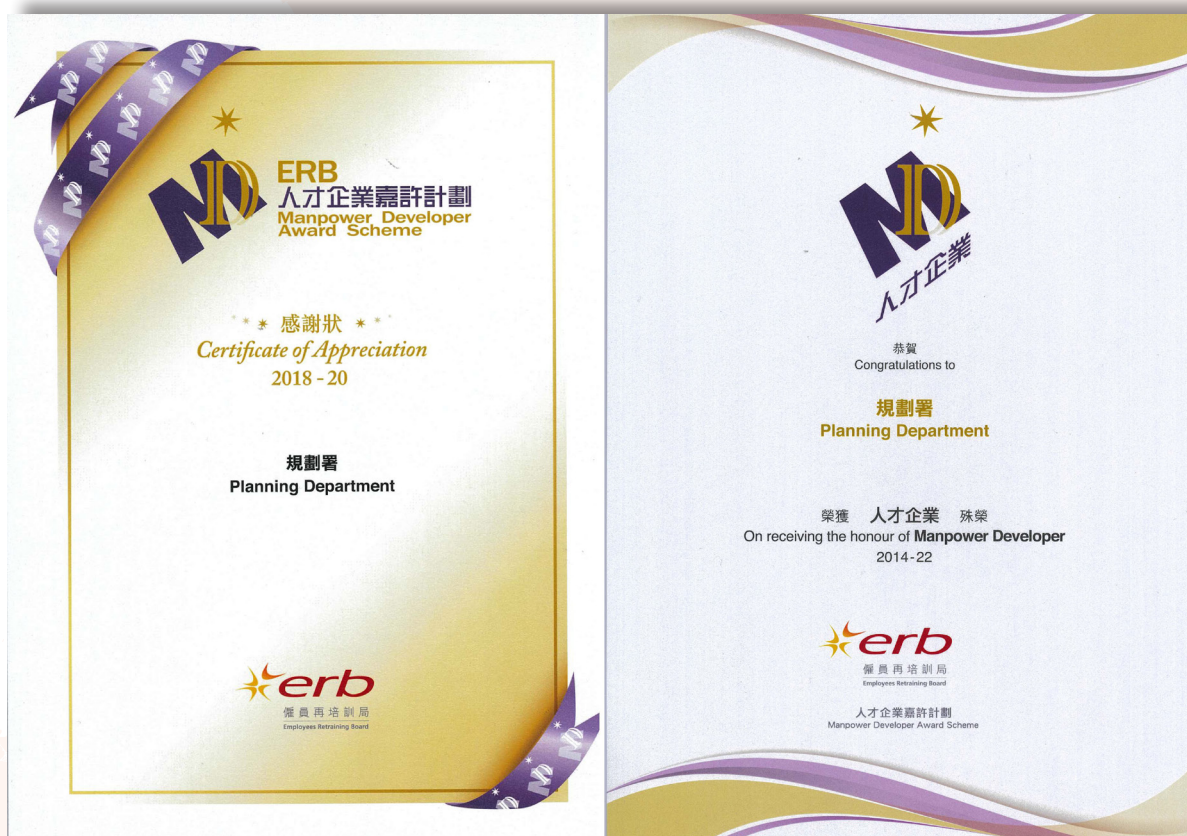 MD
ERB
人才企業嘉許計劃
Manpower Developer
Award Scheme
感謝狀
Certificate of Appreciation
2018 - 20
規劃署
Planning Department
erb
僱員再培訓局
Employees Retraining Board
MD
人才企業
恭賀
Congratulations to
規劃署
Planning Department
榮獲 人才企業 殊榮
On receiving the honour of Manpower Developer
2014-22
erb
僱員再培訓局
Employees Retraining Board
人才企業嘉許計劃
Manpower Developer Award Scheme